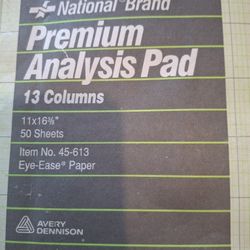 National® Brand
Premium
Analysis Pad
13 Columns
11x16⅜"
50 Sheets
Item No. 45-613
Eye-Ease® Paper
AVERY
DENNISON